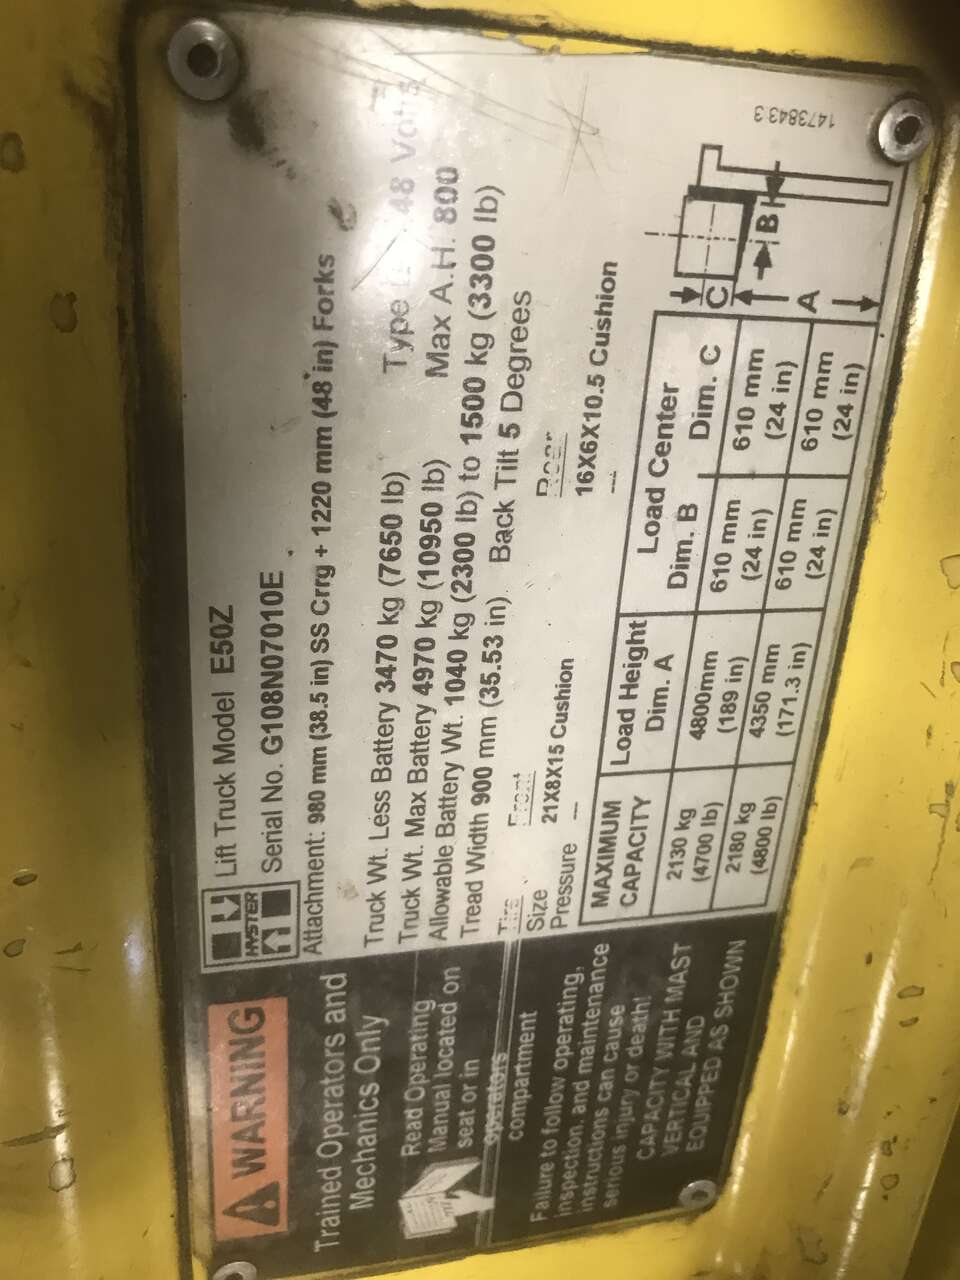 WARNING
Trained Operators and
Mechanics Only
Read Operating
Manual located on
seat or in
operators
compartment
Failure to follow operating,
inspection, and maintenance
instructions can cause
serious injury or death!
CAPACITY WITH MAST
VERTICAL AND
EQUIPPED AS SHOWN
HYSTER
Lift Truck Model E50Z
Serial No. G108N07010E
Attachment: 980 mm (38.5 in) SS Crrg + 1220 mm (48 in) Forks
Truck Wt. Less Battery 3470 kg (7650 lb) Type 48 Volts
Truck Wt. Max Battery 4970 kg (10950 lb) Max A.H. 800
Allowable Battery Wt. 1040 kg (2300 lb) to 1500 kg (3300 lb)
Tread Width 900 mm (35.53 in) Back Tilt 5 Degrees
Tire Front Rear
Size 21X8X15 Cushion 16X6X10.5 Cushion
Pressure --- ---
MAXIMUM CAPACITY Load Height Dim. A Load Center Dim. B Dim. C
2130 kg 4800mm 610 mm 610 mm
(4700 lb) (189 in) (24 in) (24 in)
2180 kg 4350 mm 610 mm 610 mm
(4800 lb) (171.3 in) (24 in) (24 in)
C
A
B
1473843 3